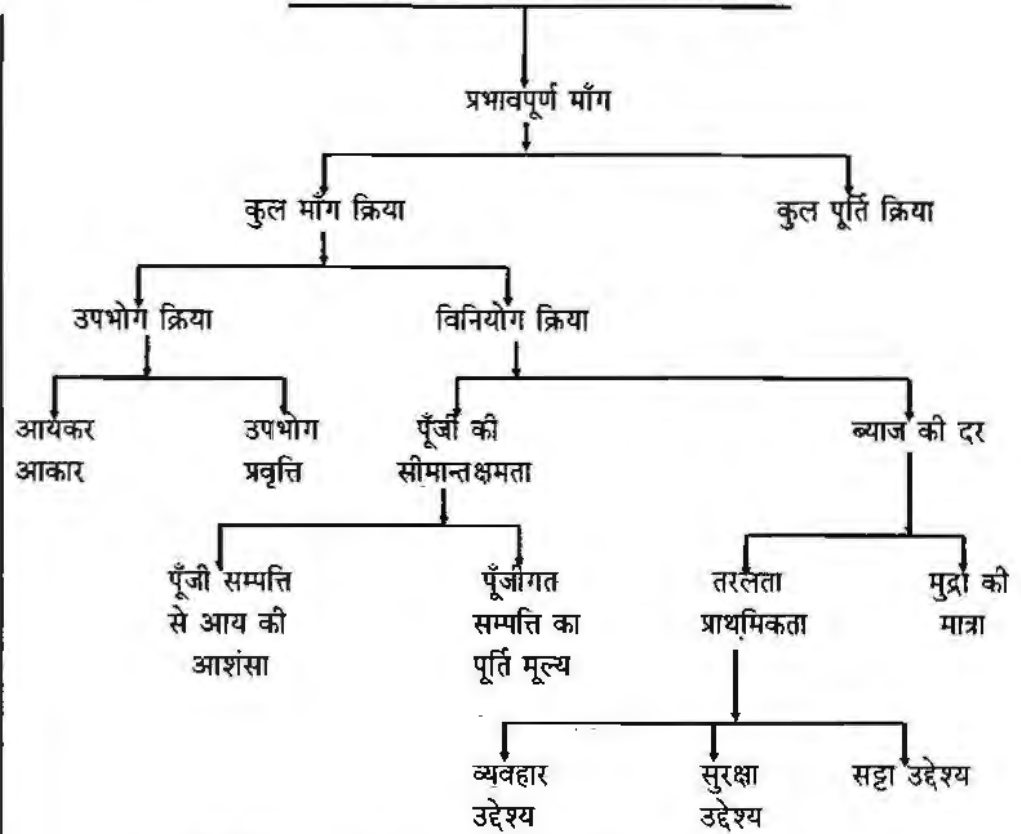 प्रभावपूर्ण माँग
कुल माँग क्रिया
कुल पूर्ति क्रिया
उपभोग क्रिया
विनियोग क्रिया
आयकर
आकार
उपभोग
प्रवृत्ति
पूँजी की
सीमान्तक्षमता
ब्याज की दर
पूँजी सम्पत्ति
से आय की
आशंसा
पूँजीगत
सम्पत्ति का
पूर्ति मूल्य
तरलता
प्राथमिकता
मुद्रा की
मात्रा
व्यवहार
उद्देश्य
सुरक्षा
उद्देश्य
सट्टा उद्देश्य